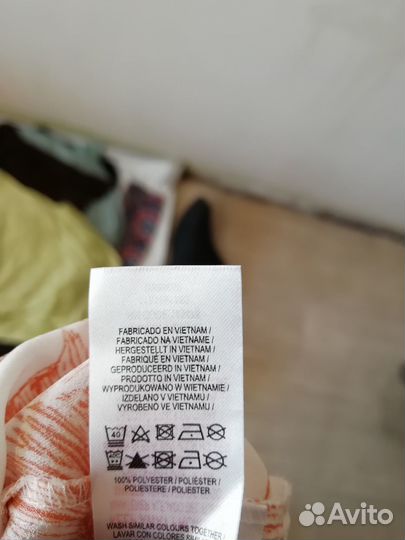 FABRICADO EN VIETNAM /
FABRICADO NA VIETNAME /
HERGESTELLT IN VIETNAM /
FABRIQUÉ EN VIETNAM /
GEPRODUCEERD IN VIETNAM /
PRODOTTO IN VIETNAM /
WYPRODUKOWANO W WIETNAMIE /
IZDELANO V VIETNAMU /
VYROBENO VE VIETNAMU /
40
100% POLYESTER / POLIÉSTER /
POLIESTERE / POLIESTER
WASH SIMILAR COLOURS TOGETHER /
LAVAR CON COLORES
Avito